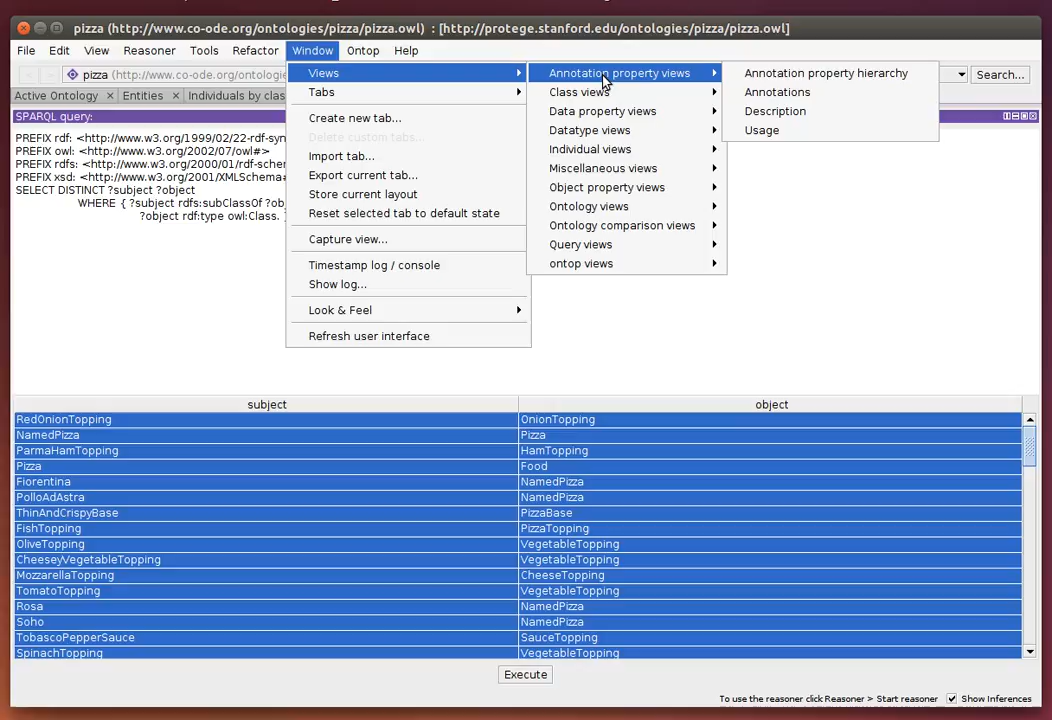 pizza (http://www.co-ode.org/ontologies/pizza/pizza.owl) : [http://protege.stanford.edu/ontologies/pizza/pizza.owl]
File Edit View Reasoner Tools Refactor Window Ontop Help
pizza (http://www.co-ode.org/ontologie
Search...
Active Ontology × Entities × Individuals by clas
SPARQL query:
PREFIX rdf: <http://www.w3.org/1999/02/22-rdf-syn
PREFIX owl: <http://www.w3.org/2002/07/owl#>
PREFIX rdfs: <http://www.w3.org/2000/01/rdf-schem
PREFIX xsd: <http://www.w3.org/2001/XMLSchema#
SELECT DISTINCT ?subject ?object
WHERE { ?subject rdfs:subClassOf ?ob
?object rdf:type owl:Class.
Views
Tabs
Create new tab...
Delete custom tabs...
Import tab...
Export current tab...
Store current layout
Reset selected tab to default state
Capture view...
Timestamp log / console
Show log...
Look & Feel
Refresh user interface
Annotation property views
Class views
Data property views
Datatype views
Individual views
Miscellaneous views
Object property views
Ontology views
Ontology comparison views
Query views
ontop views
Annotation property hierarchy
Annotations
Description
Usage
subject object
RedOnionTopping OnionTopping
NamedPizza Pizza
ParmaHamTopping HamTopping
Pizza Food
Fiorentina NamedPizza
PolloAdAstra NamedPizza
ThinAndCrispyBase PizzaBase
FishTopping PizzaTopping
OliveTopping VegetableTopping
CheeseyVegetableTopping VegetableTopping
MozzarellaTopping CheeseTopping
TomatoTopping VegetableTopping
Rosa NamedPizza
Soho NamedPizza
TobascoPepperSauce SauceTopping
SpinachTopping VegetableTopping
Execute
To use the reasoner click Reasoner > Start reasoner Show Inferences